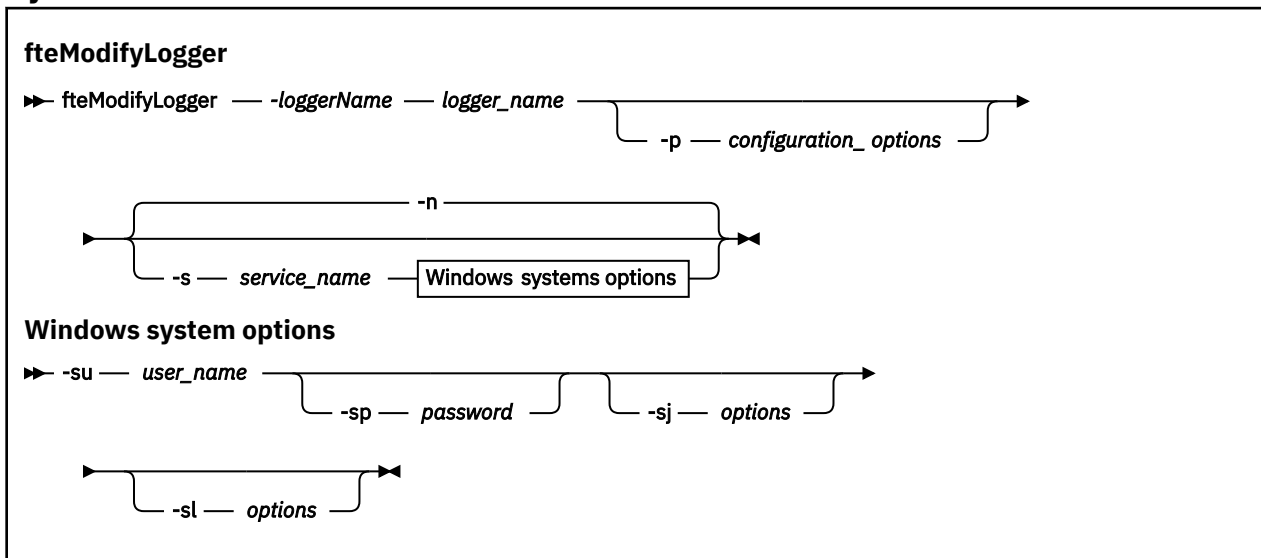 fteModifyLogger
fteModifyLogger -loggerName logger_name
-p configuration_ options
-n
-s service_name Windows systems options
Windows system options
-su user_name
-sp password -sj options
-sl options